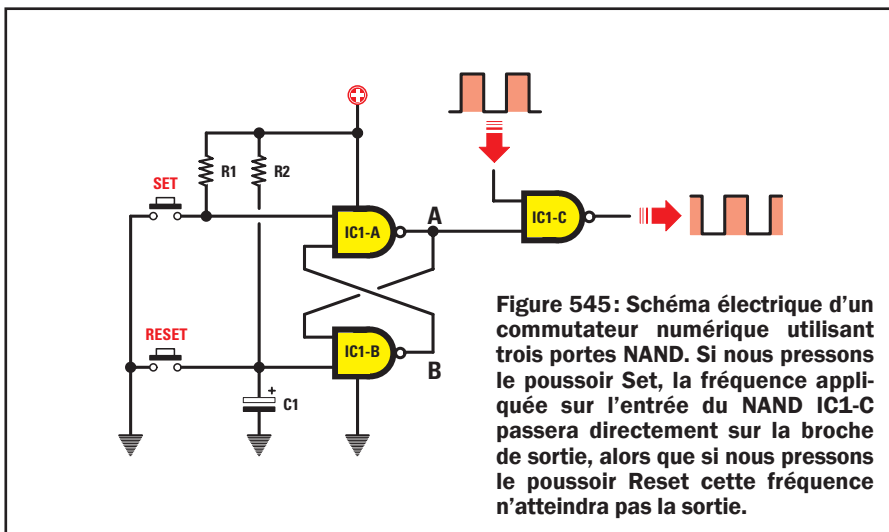 R1
R2
SET
IC1-A
A
IC1-C
RESET
IC1-B
B
+
C1
Figure 545: Schéma électrique d'un
commutateur numérique utilisant
trois portes NAND. Si nous pressons
le poussoir Set, la fréquence appli-
quée sur l'entrée du NAND IC1-C
passera directement sur la broche
de sortie, alors que si nous pressons
le poussoir Reset cette fréquence
n'atteindra pas la sortie.